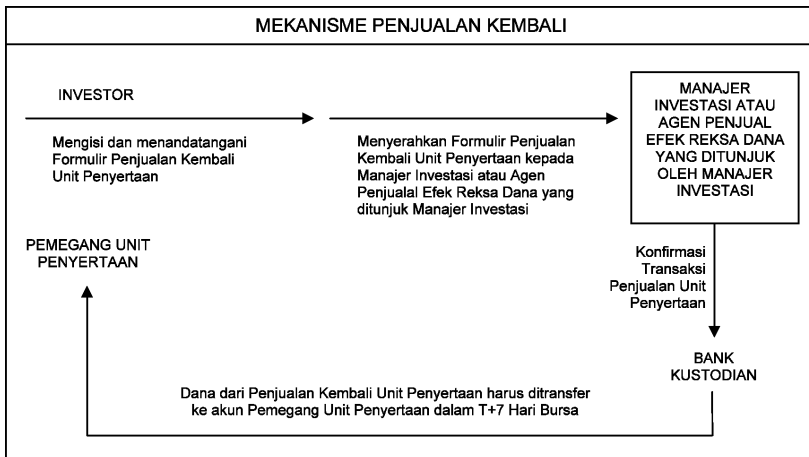 MEKANISME PENJUALAN KEMBALI
INVESTOR
Mengisi dan menandatangani
Formulir Penjualan Kembali
Unit Penyertaan
Menyerahkan Formulir Penjualan
Kembali Unit Penyertaan kepada
Manajer Investasi atau Agen
Penjualal Efek Reksa Dana yang
ditunjuk Manajer Investasi
MANAJER
INVESTASI ATAU
AGEN PENJUAL
EFEK REKSA DANA
YANG DITUNJUK
OLEH MANAJER
INVESTASI
Konfirmasi
Transaksi
Penjualan Unit
Penyertaan
BANK
KUSTODIAN
Dana dari Penjualan Kembali Unit Penyertaan harus ditransfer
ke akun Pemegang Unit Penyertaan dalam T+7 Hari Bursa
PEMEGANG UNIT
PENYERTAAN